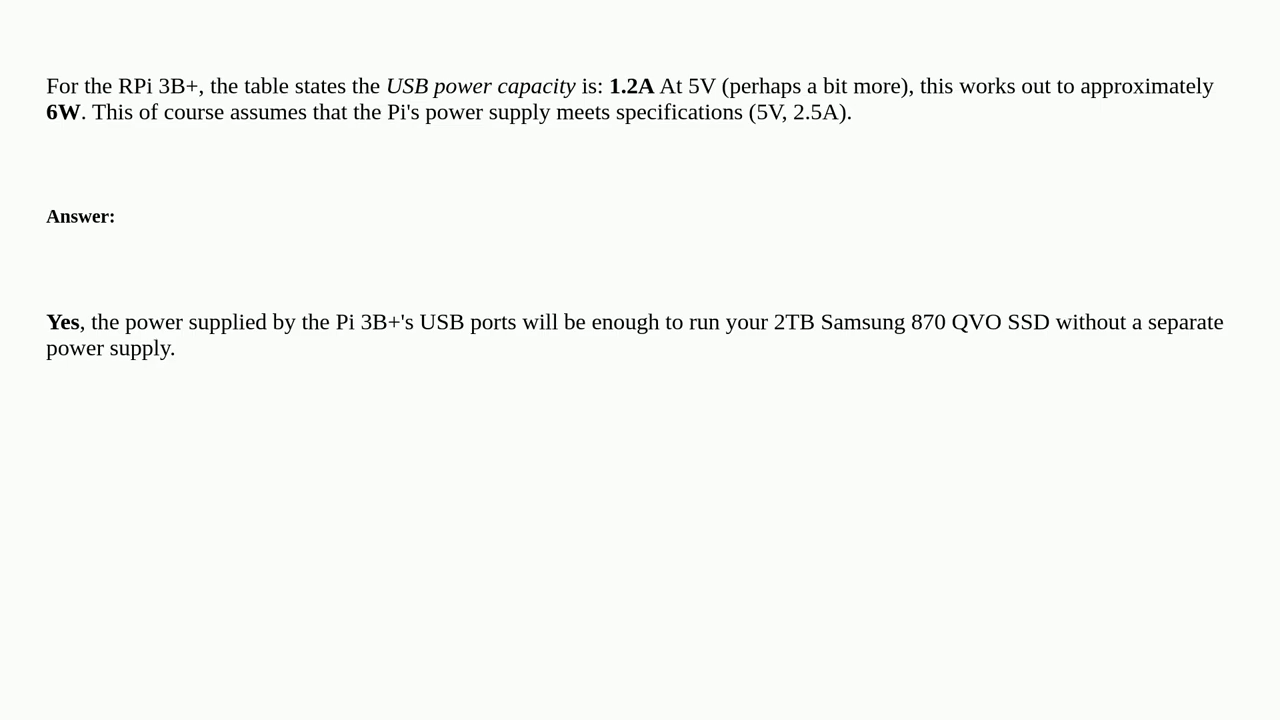 For the RPi 3B+, the table states the USB power capacity is: 1.2A At 5V (perhaps a bit more), this works out to approximately
6W. This of course assumes that the Pi's power supply meets specifications (5V, 2.5A).
Answer:
Yes, the power supplied by the Pi 3B+'s USB ports will be enough to run your 2TB Samsung 870 QVO SSD without a separate
power supply.